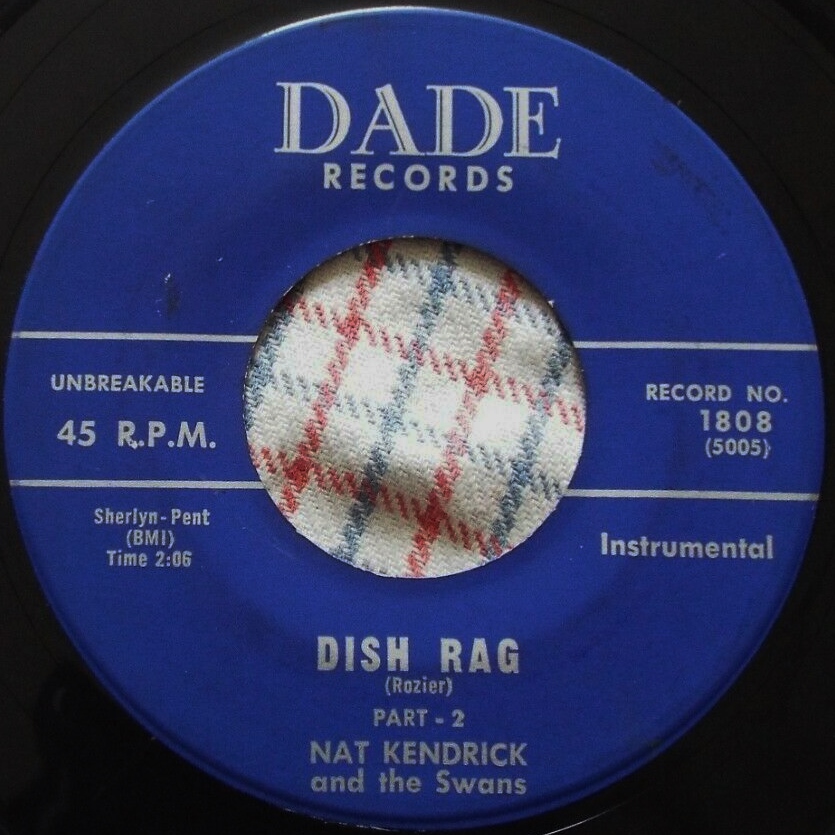 DADE
RECORDS
UNBREAKABLE
45 R.P.M.
RECORD NO.
1808
(5005)
Sherlyn-Pent
(BMI)
Time 2:06
Instrumental
DISH RAG
(Rozier)
PART - 2
NAT KENDRICK
and the Swans